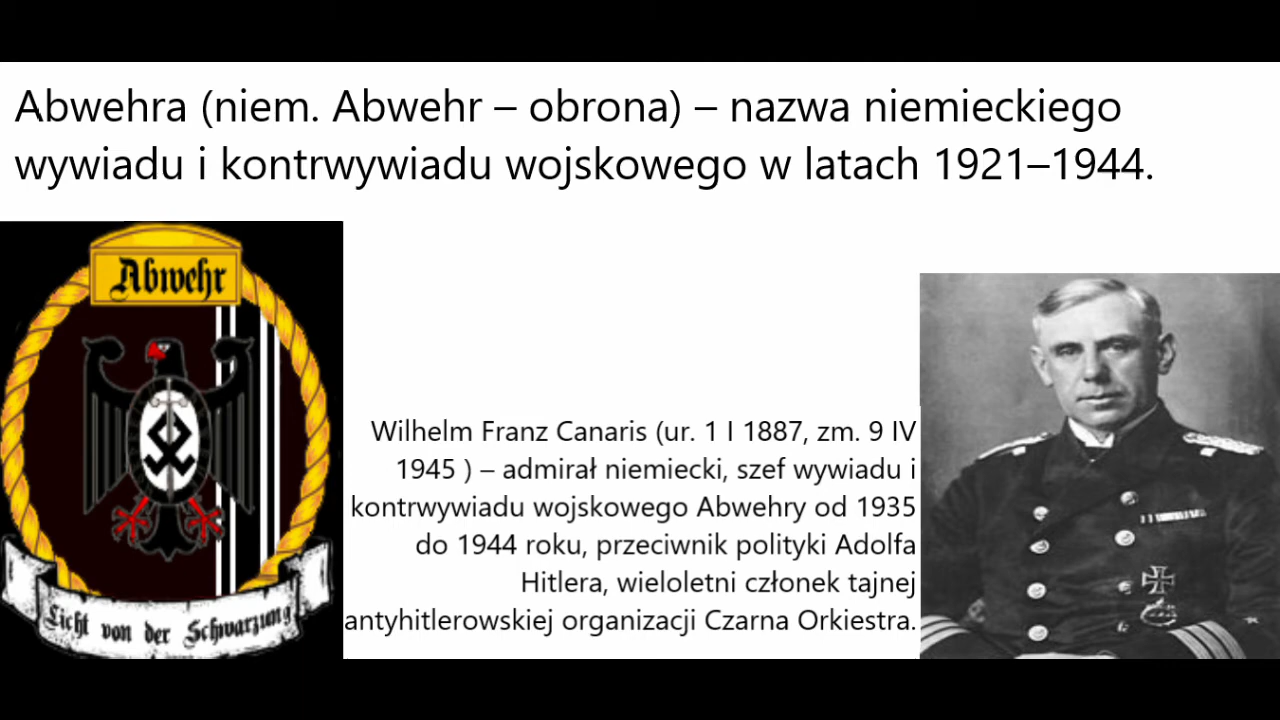 Abwehra (niem. Abwehr – obrona) – nazwa niemieckiego
wywiadu i kontrwywiadu wojskowego w latach 1921–1944.
Abwehr
Licht von der Schwarzung
Wilhelm Franz Canaris (ur. 1 I 1887, zm. 9 IV
1945 ) – admirał niemiecki, szef wywiadu i
kontrwywiadu wojskowego Abwehry od 1935
do 1944 roku, przeciwnik polityki Adolfa
Hitlera, wieloletni członek tajnej
antyhitlerowskiej organizacji Czarna Orkiestra.